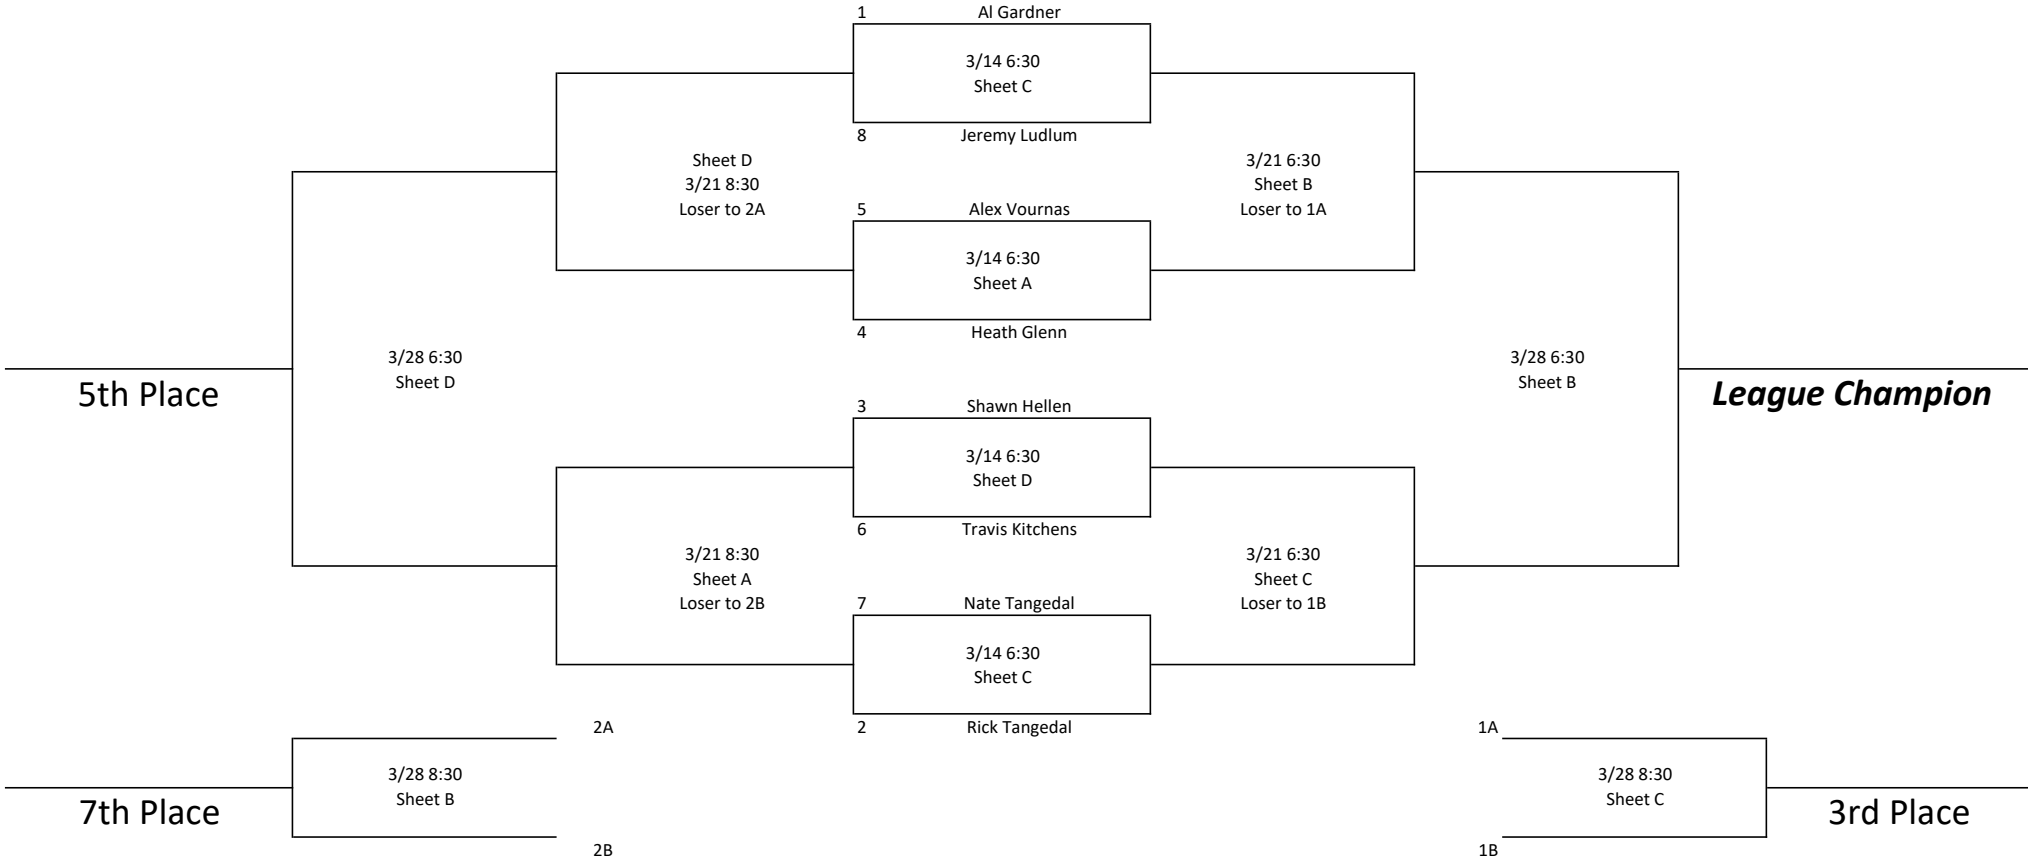 1 Al Gardner
3/14 6:30
Sheet C
8 Jeremy Ludlum
Sheet D
3/21 8:30
Loser to 2A
3/21 6:30
Sheet B
Loser to 1A
5 Alex Vournas
3/14 6:30
Sheet A
4 Heath Glenn
3/28 6:30
Sheet D
5th Place
3/28 6:30
Sheet B
League Champion
3 Shawn Hellen
3/14 6:30
Sheet D
6 Travis Kitchens
3/21 8:30
Sheet A
Loser to 2B
3/21 6:30
Sheet C
Loser to 1B
7 Nate Tangedal
3/14 6:30
Sheet C
2 Rick Tangedal
2A
3/28 8:30
Sheet B
7th Place
2B
1A
3/28 8:30
Sheet C
3rd Place
1B